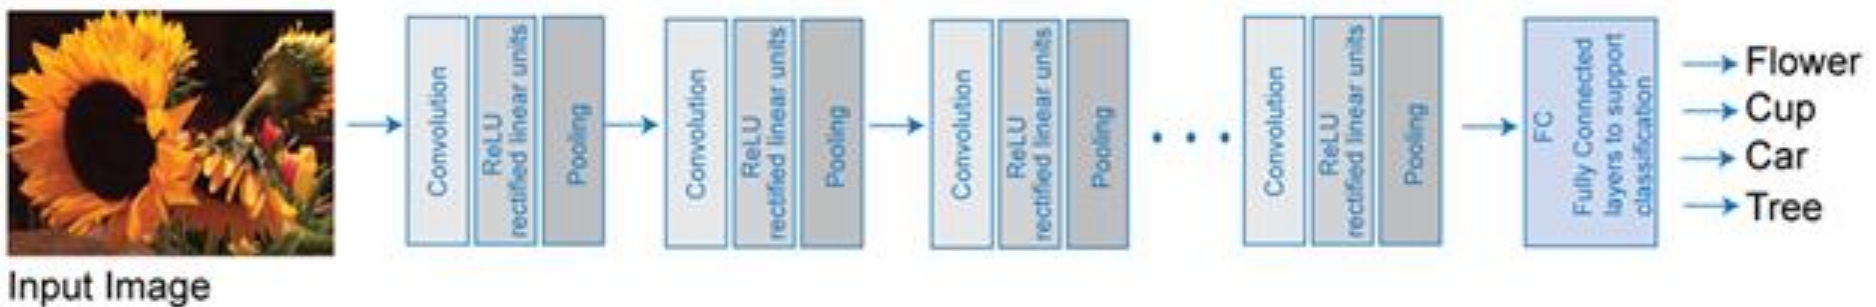 Input Image
Convolution
ReLU
rectified linear units
Pooling
Convolution
ReLU
rectified linear units
Pooling
Convolution
ReLU
rectified linear units
Pooling
Convolution
ReLU
rectified linear units
Pooling
FC
Fully Connected
layers to support
classification
Flower
Cup
Car
Tree